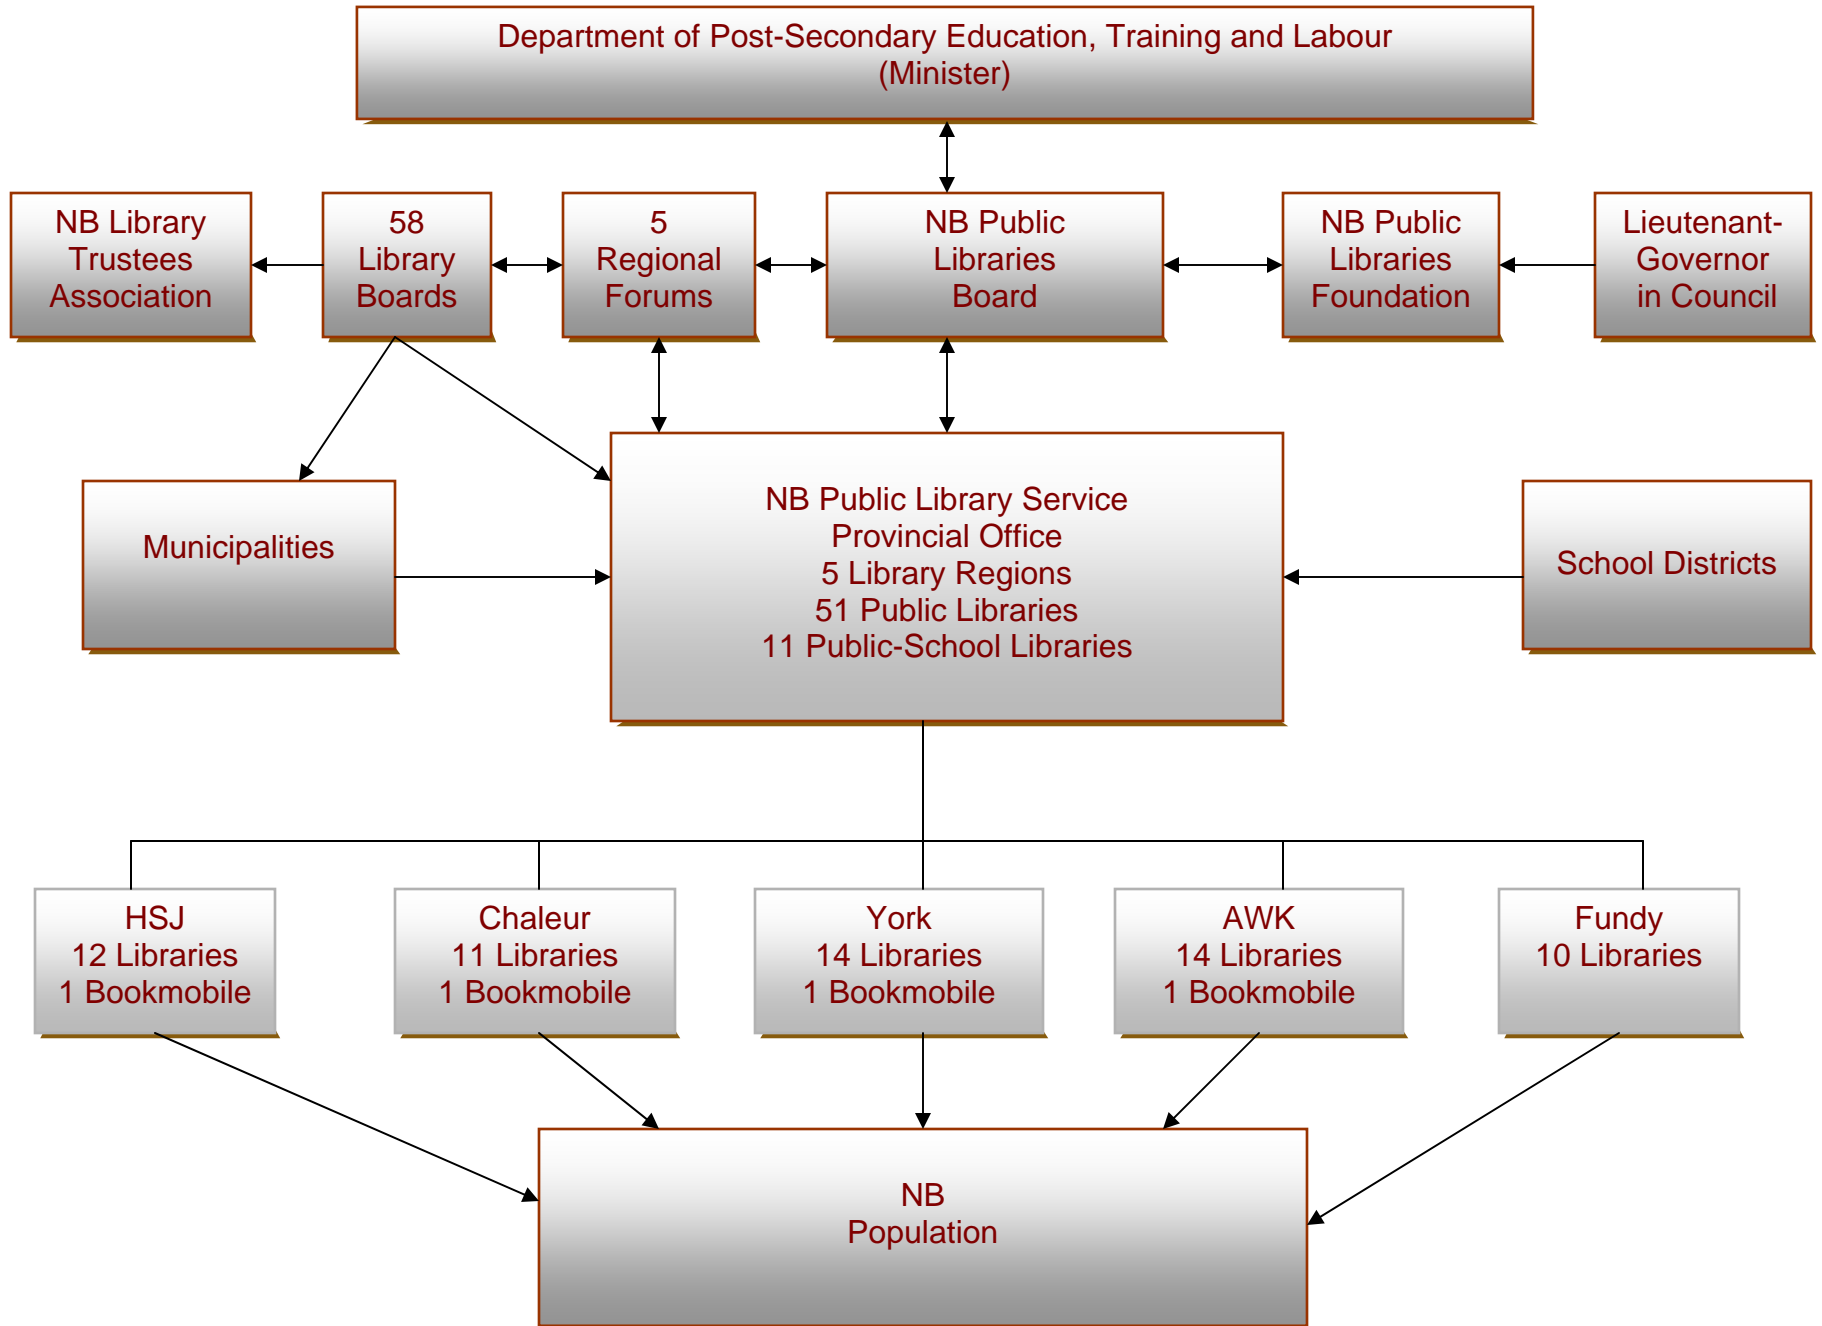 Department of Post-Secondary Education, Training and Labour
(Minister)
NB Library
Trustees
Association
58
Library
Boards
5
Regional
Forums
NB Public
Libraries
Board
NB Public
Libraries
Foundation
Lieutenant-
Governor
in Council
Municipalities
NB Public Library Service
Provincial Office
5 Library Regions
51 Public Libraries
11 Public-School Libraries
School Districts
HSJ
12 Libraries
1 Bookmobile
Chaleur
11 Libraries
1 Bookmobile
York
14 Libraries
1 Bookmobile
AWK
14 Libraries
1 Bookmobile
Fundy
10 Libraries
NB
Population